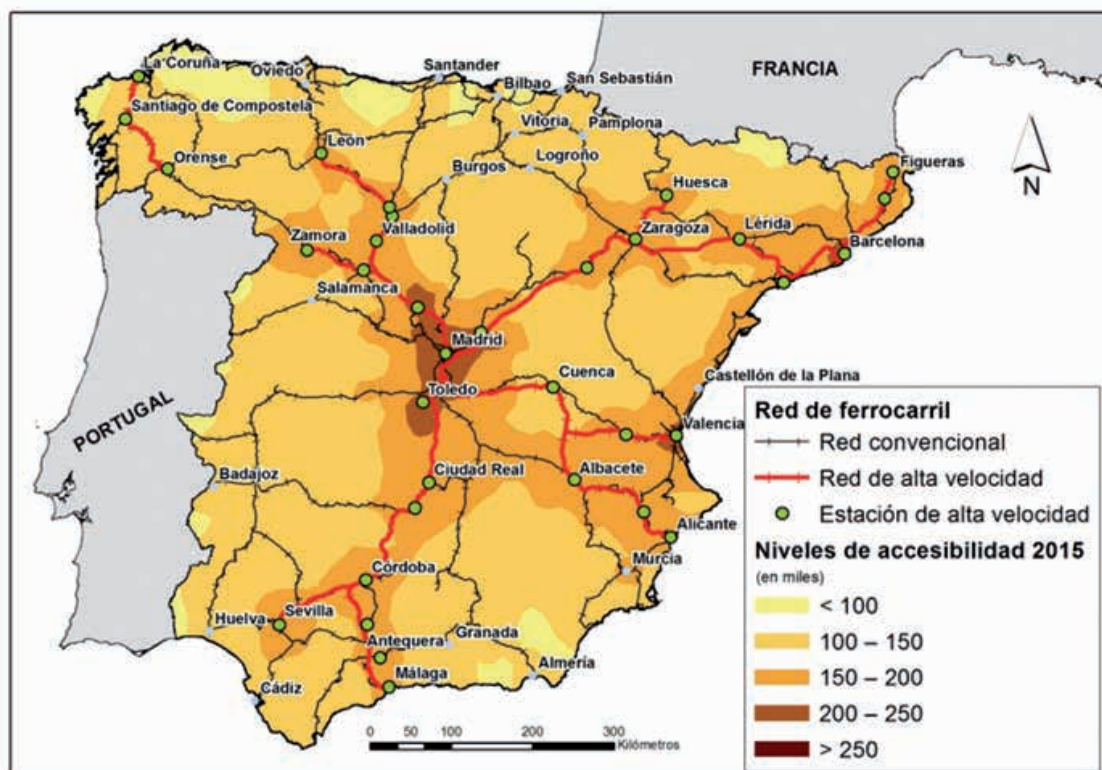 La Coruña
Oviedo
Santander
Bilbao
San Sebastián
FRANCIA
Santiago de Compostela
Vitoria
Pamplona
León
Orense
Burgos
Logroño
Figueras
Huesca
N
Zamora
Valladolid
Zaragoza
Lérida
Barcelona
Salamanca
Madrid
Cuenca
Castellón de la Plana
Toledo
PORTUGAL
Valencia
Badajoz
Ciudad Real
Albacete
Alicante
Murcia
Córdoba
Huelva
Sevilla
Granada
Antequera
Almería
Málaga
Cádiz
0 50 100 200 300
Kilómetros
Red de ferrocarril
Red convencional
Red de alta velocidad
Estación de alta velocidad
Niveles de accesibilidad 2015
(en miles)
< 100
100 – 150
150 – 200
200 – 250
> 250